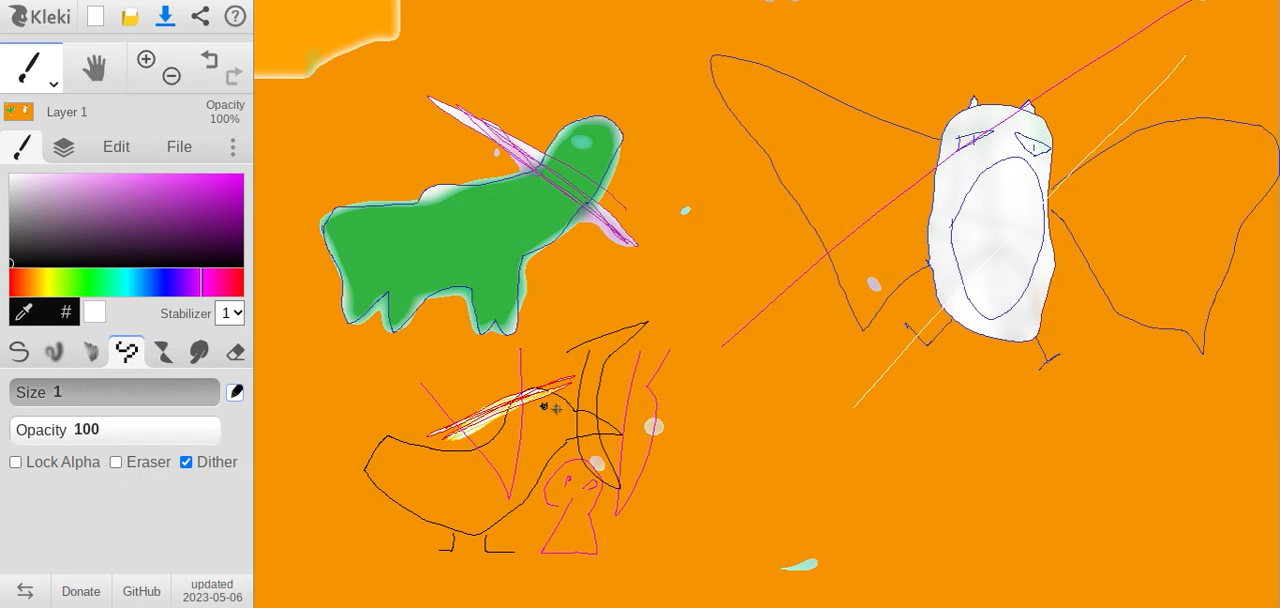 Kleki
Layer 1
Opacity
100%
Edit
File
Stabilizer
1
Size 1
Opacity 100
Lock Alpha
Eraser
Dither
Donate
GitHub
updated
2023-05-06